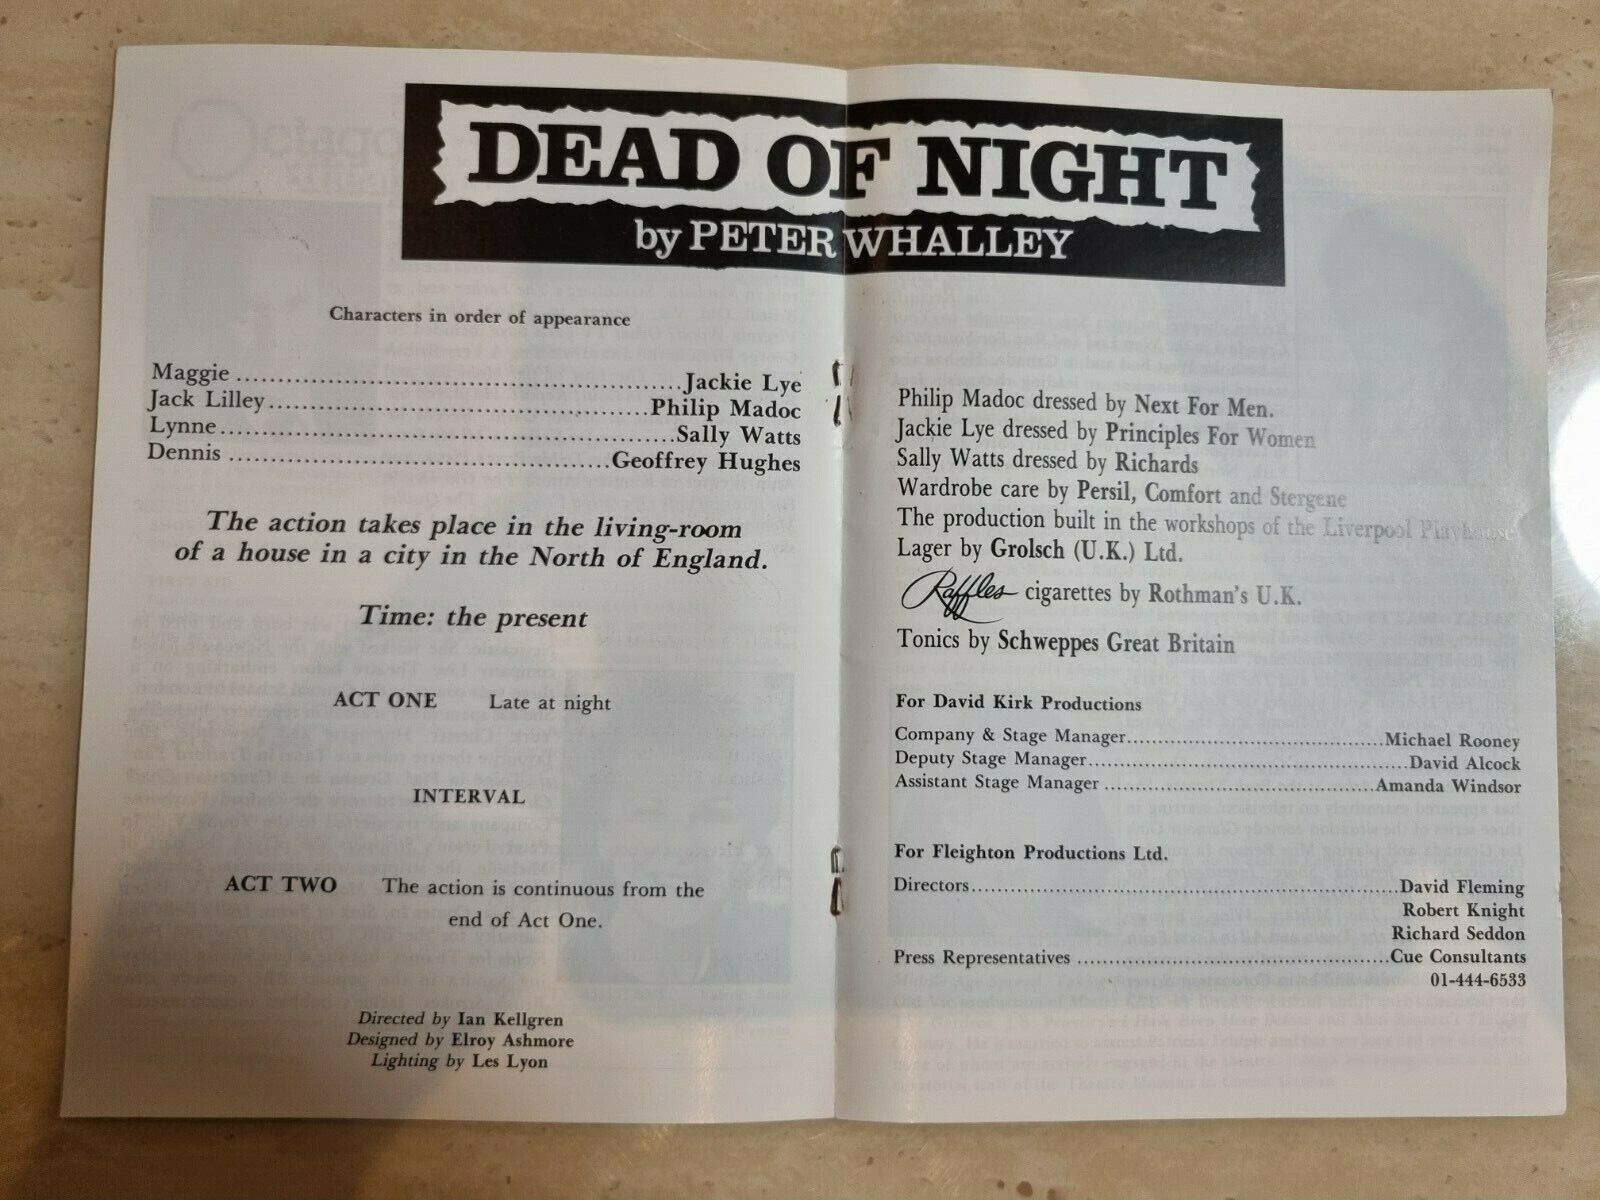 DEAD OF NIGHT
by PETER WHALLEY
Characters in order of appearance
Maggie ........................................................Jackie Lye
Jack Lilley................................................Philip Madoc
Lynne.........................................................Sally Watts
Dennis ................................................Geoffrey Hughes
The action takes place in the living-room
of a house in a city in the North of England.
Time: the present
ACT ONE Late at night
INTERVAL
ACT TWO The action is continuous from the
end of Act One.
Directed by Ian Kellgren
Designed by Elroy Ashmore
Lighting by Les Lyon
Philip Madoc dressed by Next For Men.
Jackie Lye dressed by Principles For Women
Sally Watts dressed by Richards
Wardrobe care by Persil, Comfort and Stergene
The production built in the workshops of the Liverpool Playhouse
Lager by Grolsch (U.K.) Ltd.
Raffles cigarettes by Rothman's U.K.
Tonics by Schweppes Great Britain
For David Kirk Productions
Company & Stage Manager......................................Michael Rooney
Deputy Stage Manager...............................................David Alcock
Assistant Stage Manager ........................................Amanda Windsor
For Fleighton Productions Ltd.
Directors..............................................................David Fleming
Robert Knight
Richard Seddon
Press Representatives ..............................................Cue Consultants
01-444-6533